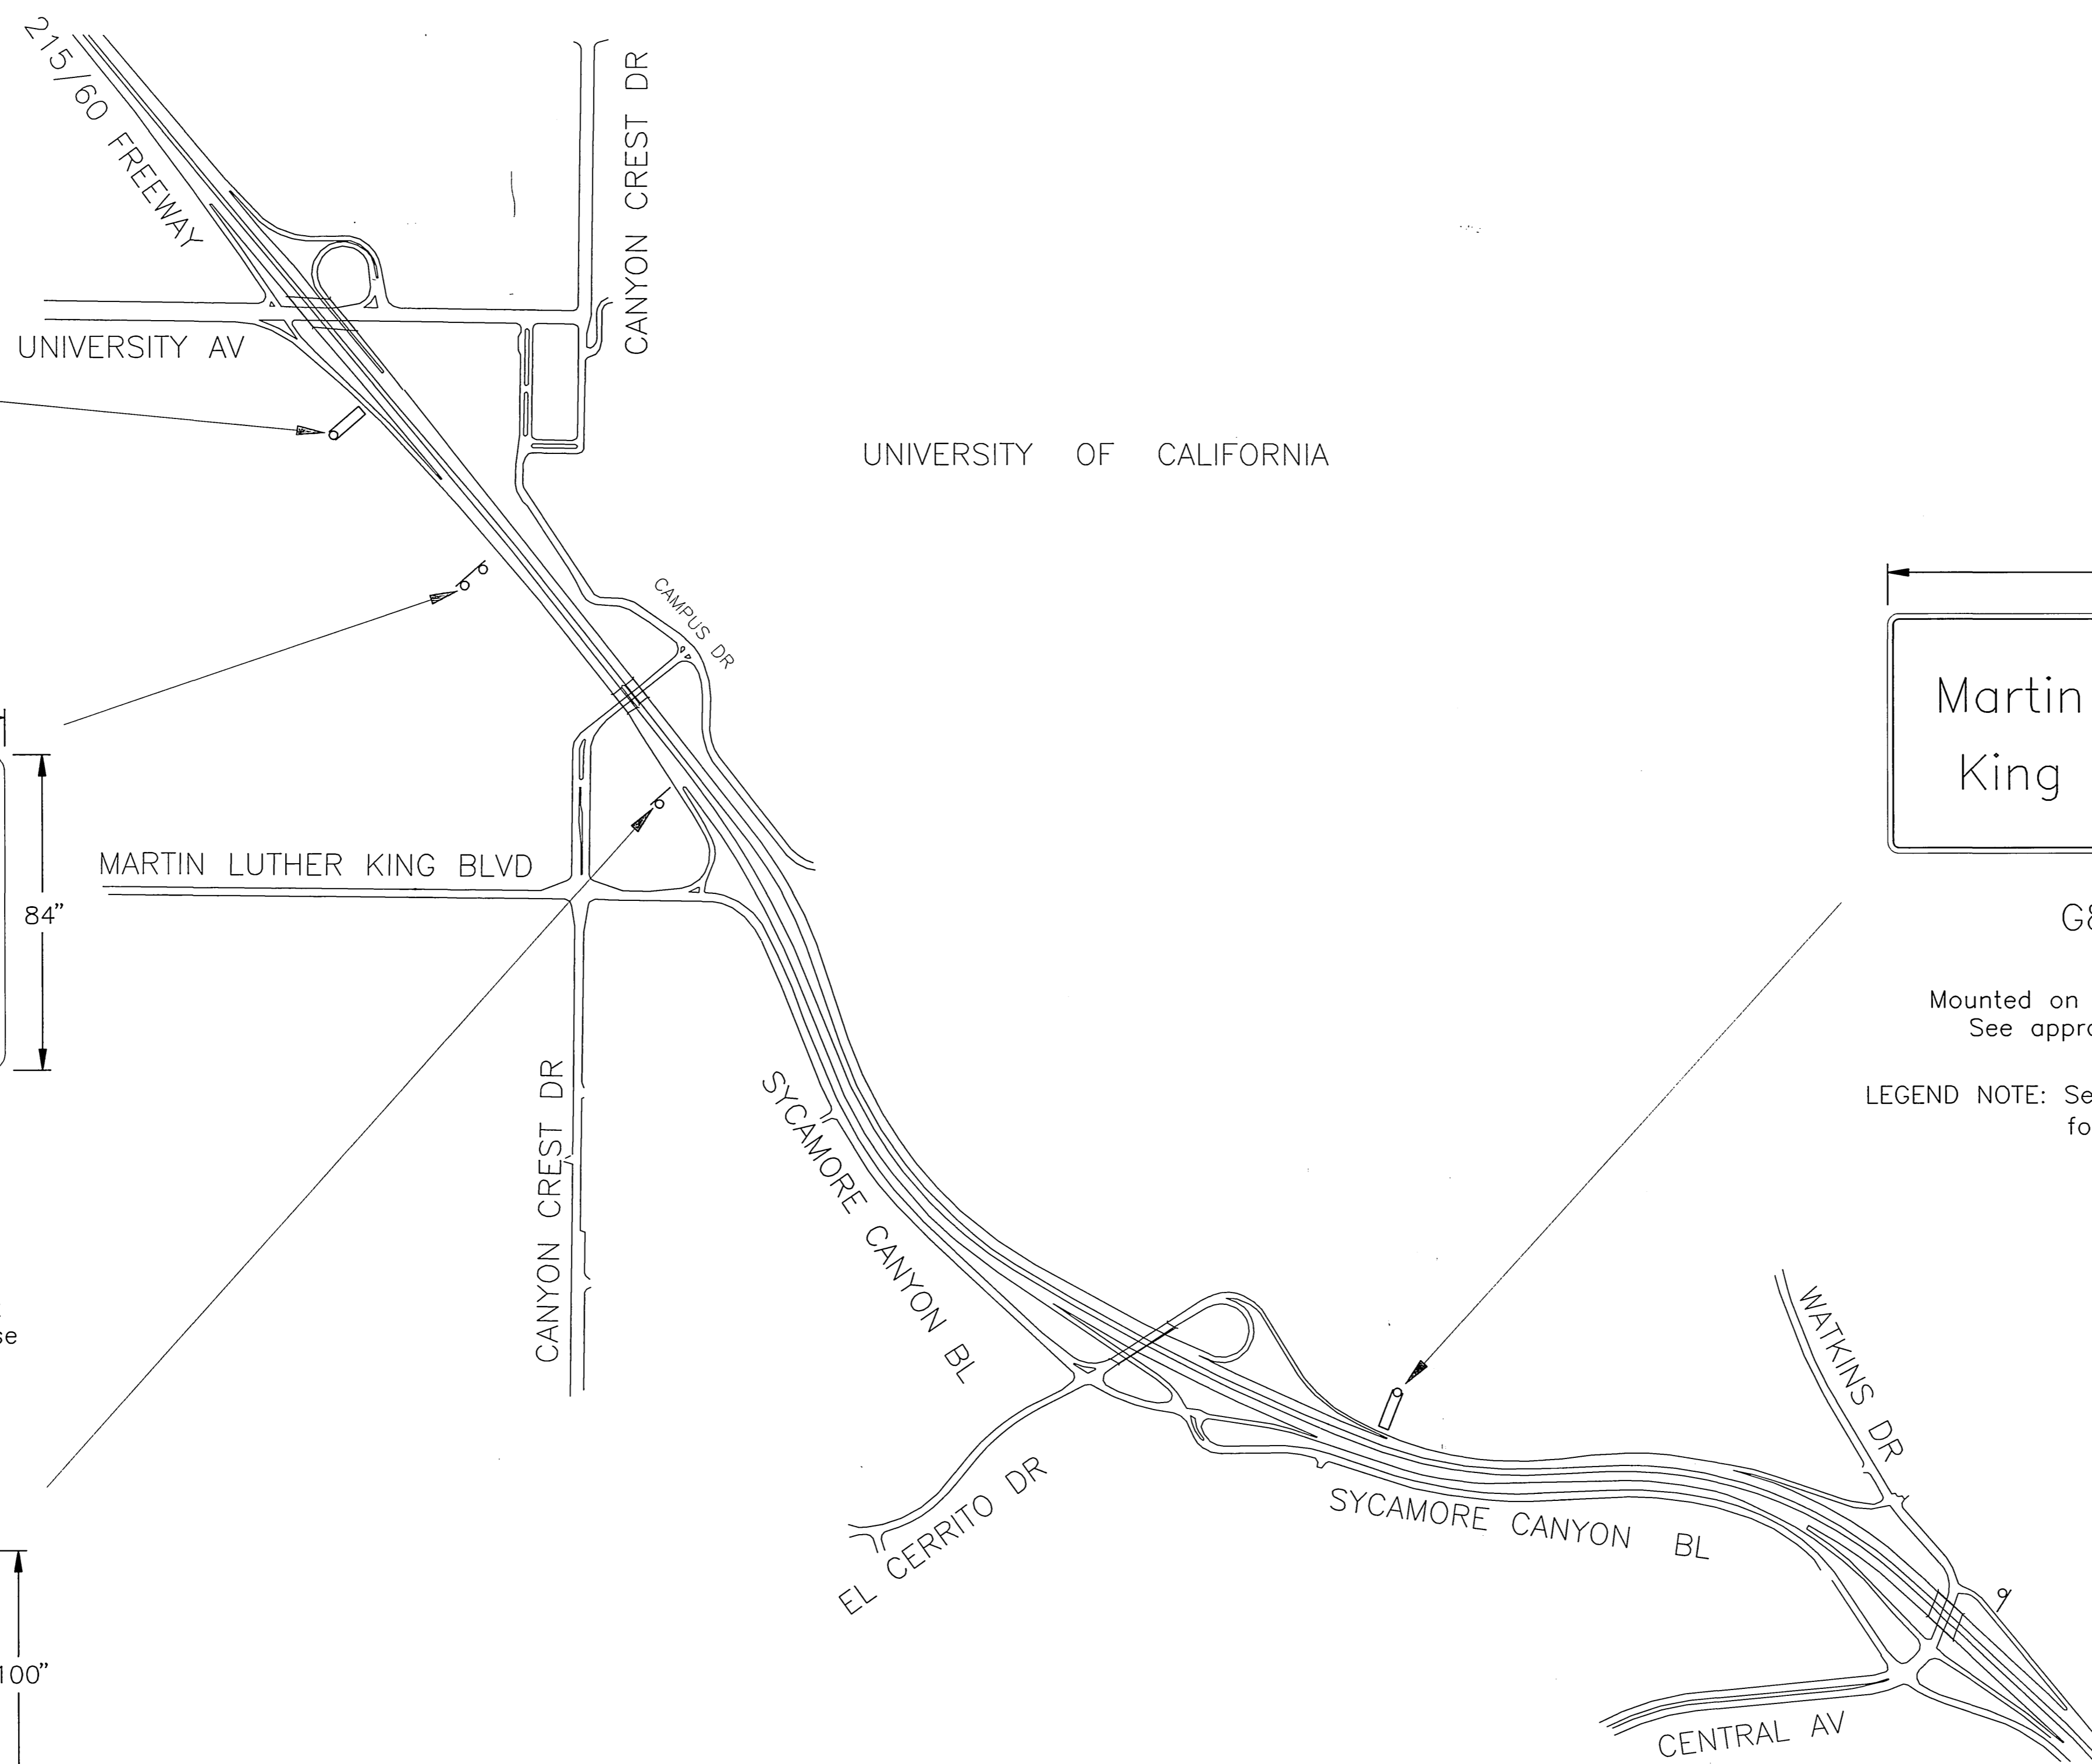 215/60 FREEWAY
CANYON CREST DR
UNIVERSITY AV
UNIVERSITY OF CALIFORNIA
CAMPUS DR
Martin
King
MARTIN LUTHER KING BLVD
84"
G8
Mounted on
See appro
LEGEND NOTE: Se
fo
CANYON CREST DR
SYCAMORE CANYON BL
se
WATKINS DR
EL CERRITO DR
SYCAMORE CANYON BL
100"
CENTRAL AV